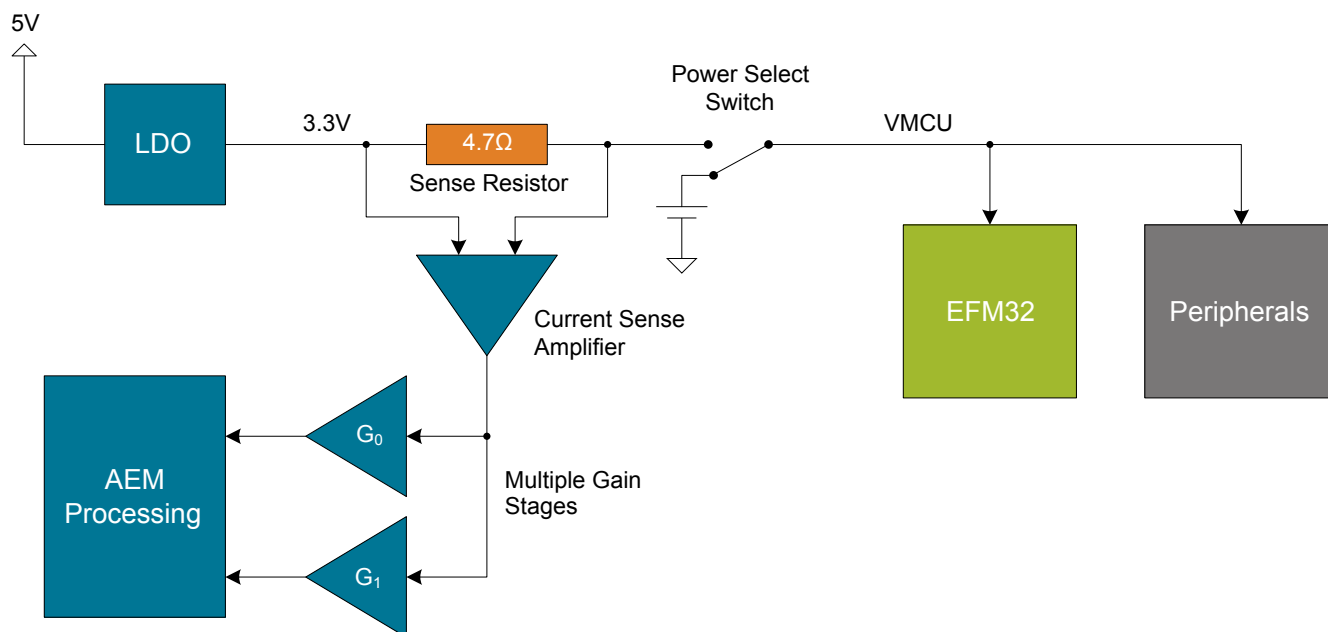 5V
Power Select
Switch
LDO
3.3V
4.7Ω
VMCU
Sense Resistor
Current Sense
Amplifier
EFM32
Peripherals
G₀
AEM
Processing
Multiple Gain
Stages
G₁